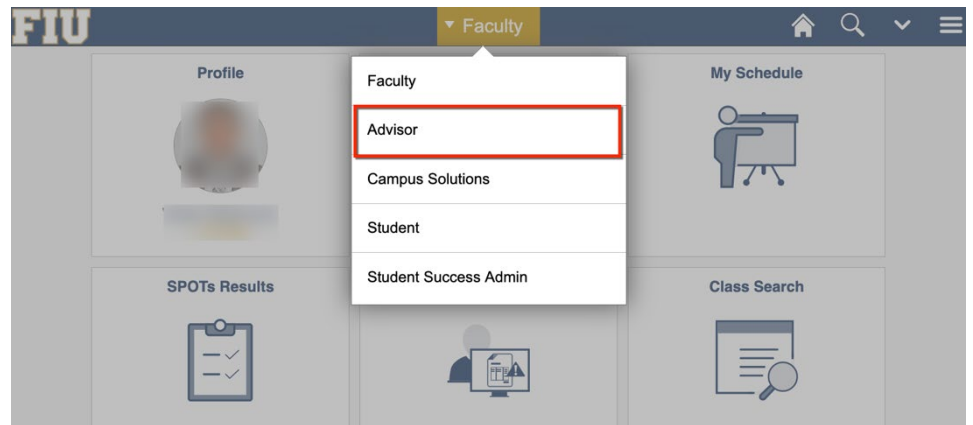 FIU
Faculty
Profile
Faculty
Advisor
Campus Solutions
Student
Student Success Admin
My Schedule
SPOTs Results
Class Search